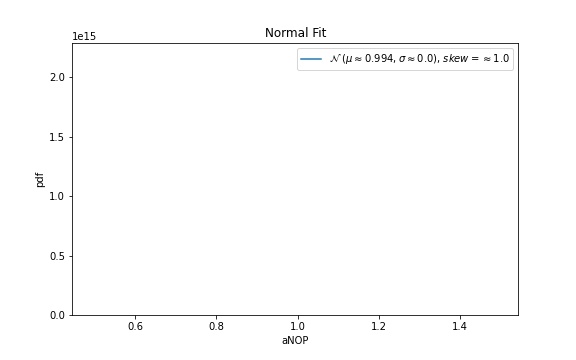 Normal Fit
1e15
𝒩 (μ ≈ 0.994, σ ≈ 0.0), skew = ≈ 1.0
2.0
1.5
1.0
0.5
0.0
pdf
0.6 0.8 1.0 1.2 1.4
aNOP